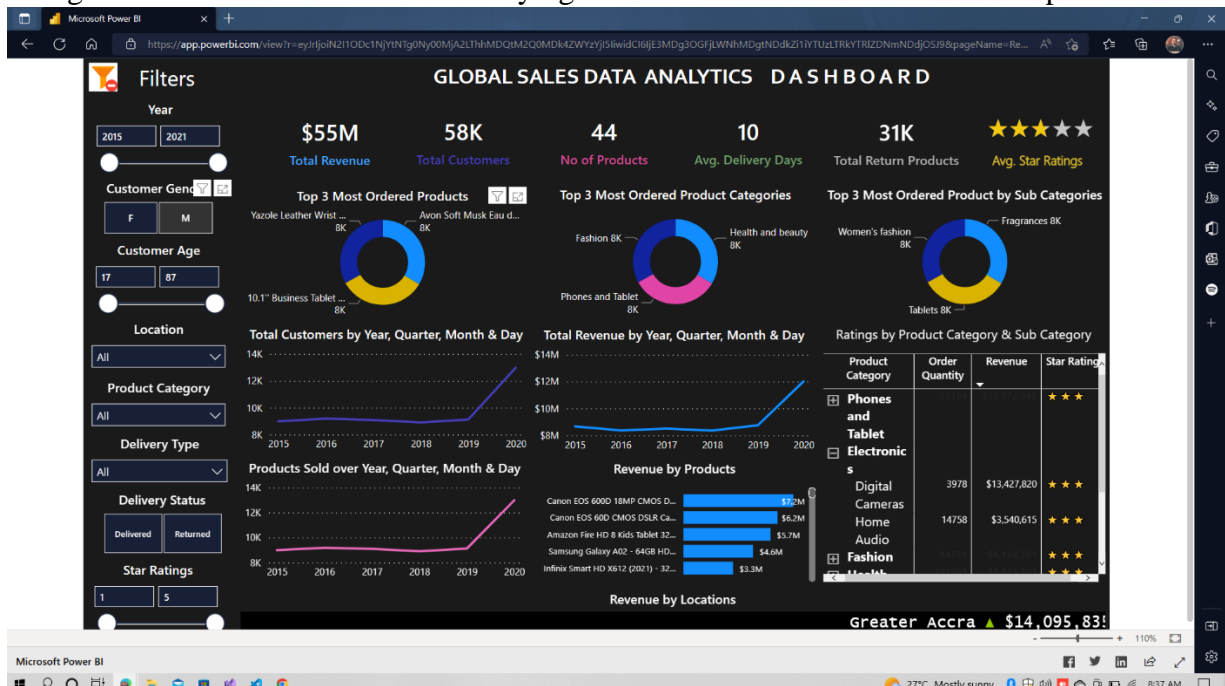 Microsoft Power BI
https://app.powerbi.com/view?r=
Filters
GLOBAL SALES DATA ANALYTICS DASHBOARD
Year
2015 2021
$55M 58K 44 10 31K
Total Revenue Total Customers No of Products Avg. Delivery Days Total Return Products Avg. Star Ratings
Customer Gend
F M
Customer Age
17 87
Location
All
Product Category
All
Delivery Type
All
Delivery Status
Delivered Returned
Star Ratings
1 5
Top 3 Most Ordered Products
Yazole Leather Wrist ...
8K
Avon Soft Musk Eau d...
8K
10.1" Business Tablet ...
8K
Top 3 Most Ordered Product Categories
Fashion 8K
Health and beauty
8K
Phones and Tablet
8K
Top 3 Most Ordered Product by Sub Categories
Women's fashion
8K
Fragrances 8K
Tablets 8K
Total Customers by Year, Quarter, Month & Day
14K
12K
10K
8K
2015 2016 2017 2018 2019 2020
Total Revenue by Year, Quarter, Month & Day
$14M
$12M
$10M
$8M
2015 2016 2017 2018 2019 2020
Ratings by Product Category & Sub Category
Product Category Order Quantity Revenue Star Rating
Phones
and
Tablet
Electronic
s
Digital Cameras 3978 $13,427,820
Home Audio 14758 $3,540,615
Fashion
Products Sold over Year, Quarter, Month & Day
14K
12K
10K
8K
2015 2016 2017 2018 2019 2020
Revenue by Products
Canon EOS 600D 18MP CMOS D... $7.2M
Canon EOS 60D CMOS DSLR Ca... $6.2M
Amazon Fire HD 8 Kids Tablet 32... $5.7M
Samsung Galaxy A02 - 64GB HD... $4.6M
Infinix Smart HD X612 (2021) - 32... $3.3M
Revenue by Locations
Greater Accra ▲ $14,095,83
110%
Microsoft Power BI
27°C Mostly sunny 8:37 AM